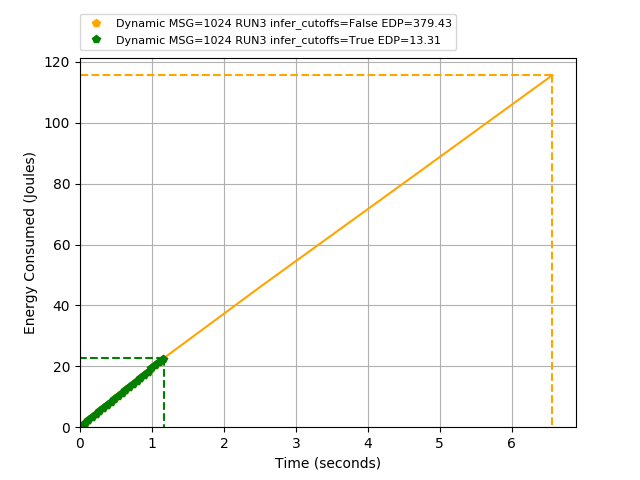 Dynamic MSG=1024 RUN3 infer_cutoffs=False EDP=379.43
Dynamic MSG=1024 RUN3 infer_cutoffs=True EDP=13.31
120
100
80
60
40
20
0
Energy Consumed (Joules)
0 1 2 3 4 5 6
Time (seconds)